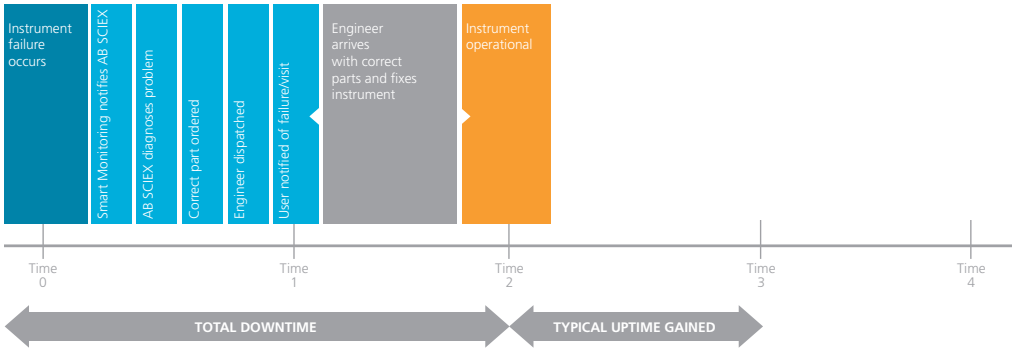 Instrument
failure
occurs
Smart Monitoring notifies AB SCIEX
AB SCIEX diagnoses problem
Correct part ordered
Engineer dispatched
User notified of failure/visit
Engineer
arrives
with correct
parts and fixes
instrument
Instrument
operational
Time
0
Time
1
Time
2
Time
3
Time
4
TOTAL DOWNTIME
TYPICAL UPTIME GAINED